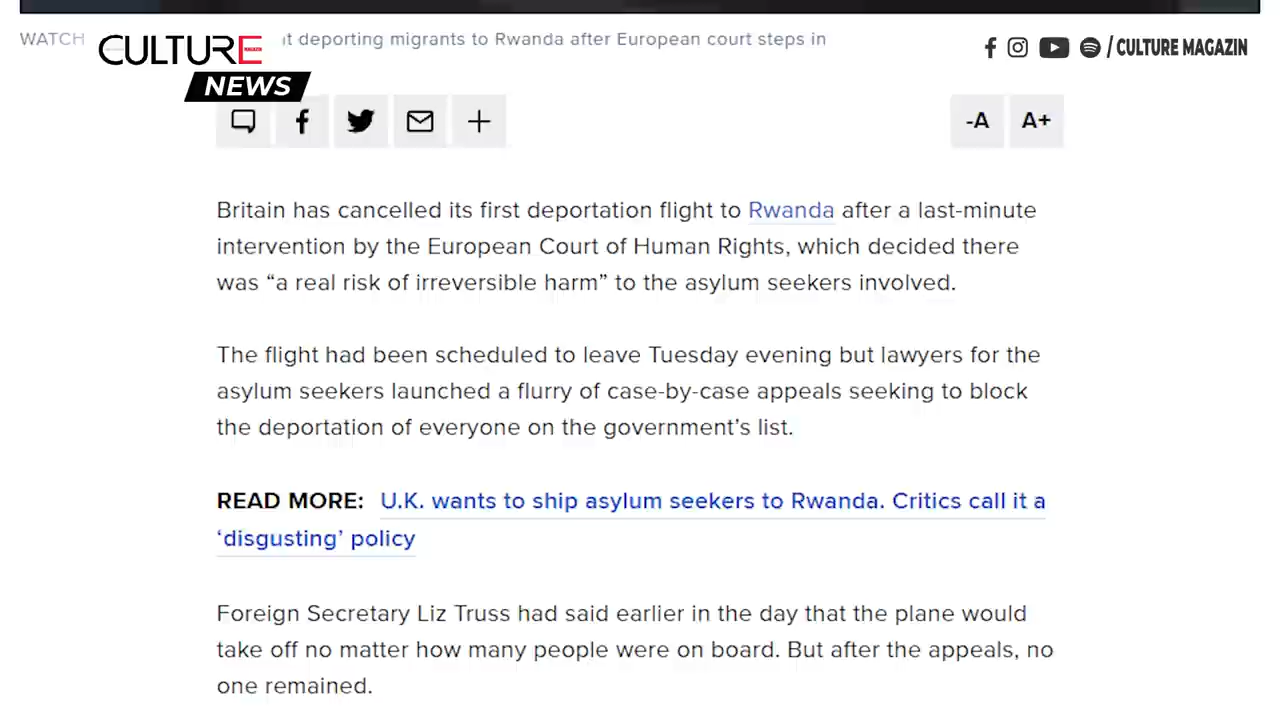 WATCH
t deporting migrants to Rwanda after European court steps in
CULTURE
MAGAZIN
NEWS
/ CULTURE MAGAZIN
-A A+
Britain has cancelled its first deportation flight to Rwanda after a last-minute
intervention by the European Court of Human Rights, which decided there
was “a real risk of irreversible harm” to the asylum seekers involved.
The flight had been scheduled to leave Tuesday evening but lawyers for the
asylum seekers launched a flurry of case-by-case appeals seeking to block
the deportation of everyone on the government’s list.
READ MORE: U.K. wants to ship asylum seekers to Rwanda. Critics call it a
‘disgusting’ policy
Foreign Secretary Liz Truss had said earlier in the day that the plane would
take off no matter how many people were on board. But after the appeals, no
one remained.